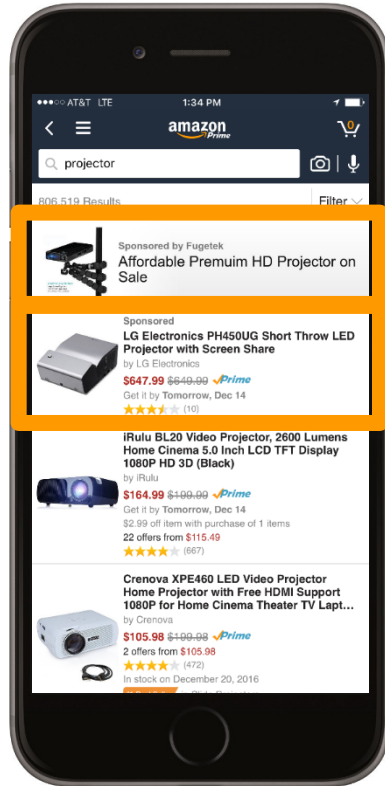 AT&T LTE 1:34 PM
amazon
Prime
0
projector
806,519 Results Filter
Sponsored by Fugetek
Affordable Premuim HD Projector on
Sale
Sponsored
LG Electronics PH450UG Short Throw LED
Projector with Screen Share
by LG Electronics
$647.99 $649.99 Prime
Get it by Tomorrow, Dec 14
(10)
iRulu BL20 Video Projector, 2600 Lumens
Home Cinema 5.0 Inch LCD TFT Display
1080P HD 3D (Black)
by iRulu
$164.99 $199.99 Prime
Get it by Tomorrow, Dec 14
$2.99 off item with purchase of 1 items
22 offers from $115.49
(667)
Crenova XPE460 LED Video Projector
Home Projector with Free HDMI Support
1080P for Home Cinema Theater TV Lapt...
by Crenova
$105.98 $199.98 Prime
2 offers from $105.98
(472)
In stock on December 20, 2016